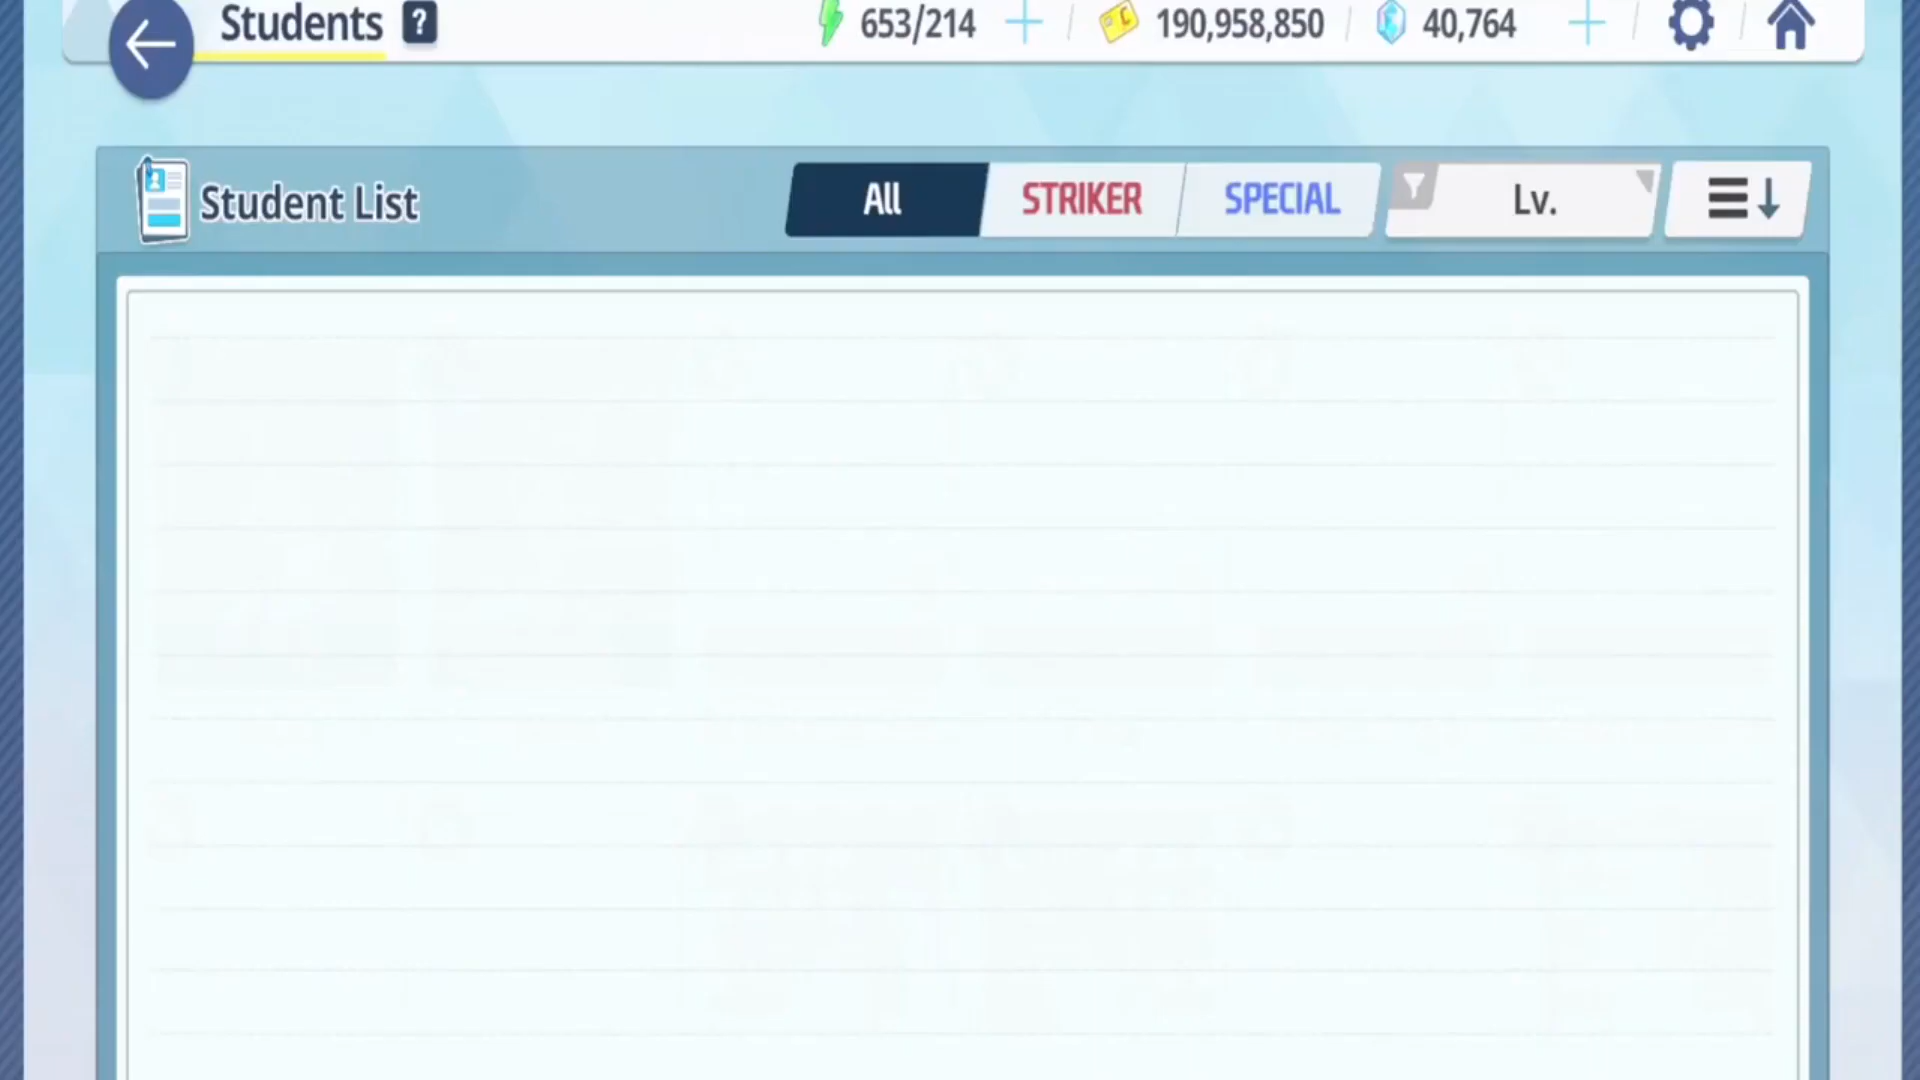 Students ? 653/214 190,958,850 40,764
Student List All STRIKER SPECIAL Lv.